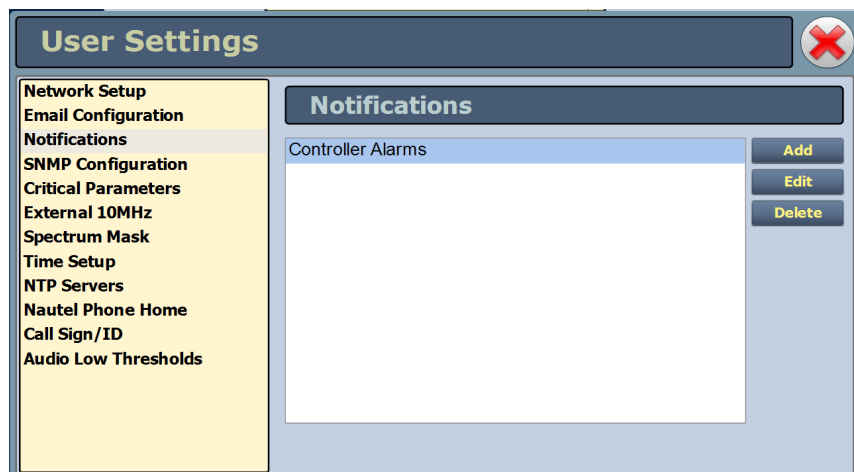 User Settings
Network Setup
Email Configuration
Notifications
SNMP Configuration
Critical Parameters
External 10MHz
Spectrum Mask
Time Setup
NTP Servers
Nautel Phone Home
Call Sign/ID
Audio Low Thresholds
Notifications
Controller Alarms
Add
Edit
Delete